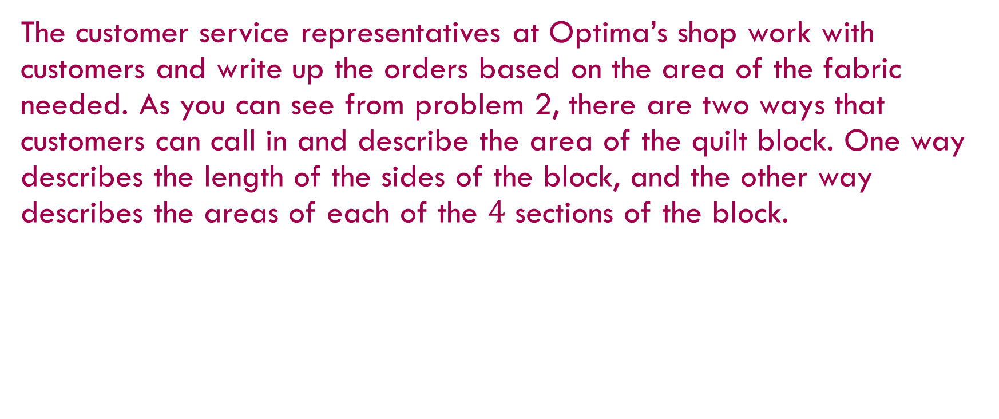 The customer service representatives at Optima’s shop work with
customers and write up the orders based on the area of the fabric
needed. As you can see from problem 2, there are two ways that
customers can call in and describe the area of the quilt block. One way
describes the length of the sides of the block, and the other way
describes the areas of each of the 4 sections of the block.